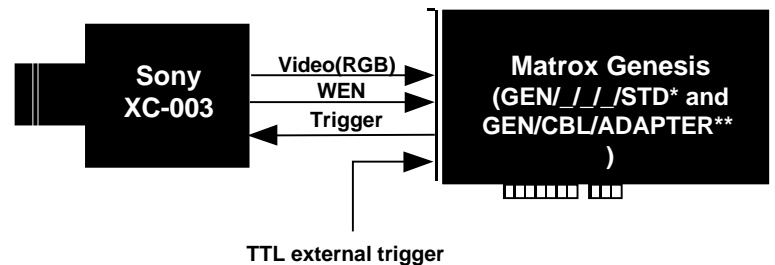 Sony
XC-003
Video(RGB)
WEN
Trigger
Matrox Genesis
(GEN/_/_/_/STD* and
GEN/CBL/ADAPTER**
)
TTL external trigger